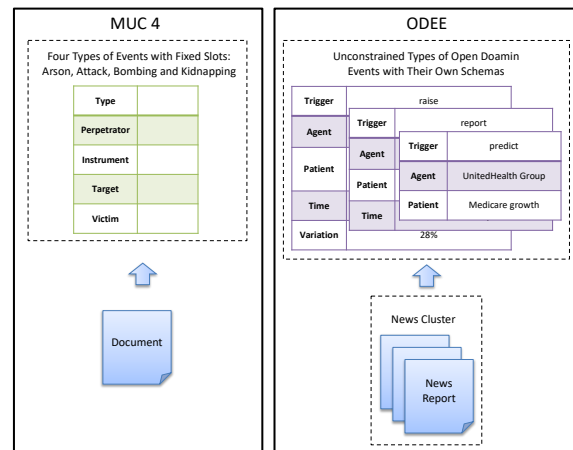 MUC 4
Four Types of Events with Fixed Slots:
Arson, Attack, Bombing and Kidnapping
Type
Perpetrator
Instrument
Target
Victim
Document
ODEE
Unconstrained Types of Open Doamin
Events with Their Own Schemas
Trigger raise
Agent
Patient
Time
Variation 28%
Trigger report
Agent
Patient
Time
Trigger predict
Agent UnitedHealth Group
Patient Medicare growth
News Cluster
News
Report